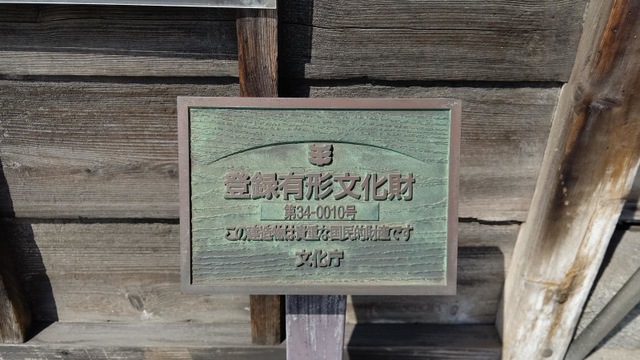 登録有形文化財
第34-0010号
この建造物は貴重な国民的財産です
文化庁